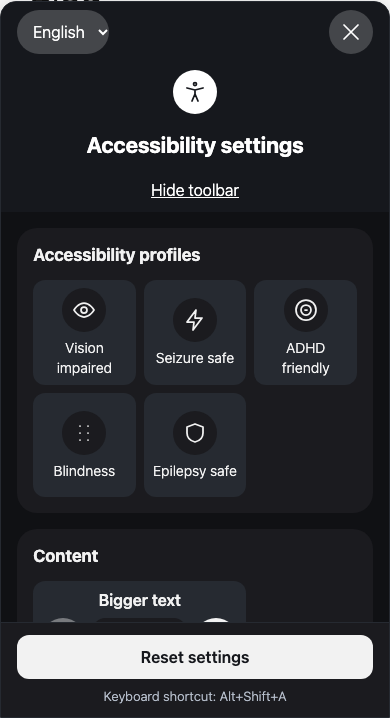 English
Accessibility settings
Hide toolbar
Accessibility profiles
Vision
impaired
Seizure safe
ADHD
friendly
Blindness
Epilepsy safe
Content
Bigger text
Reset settings
Keyboard shortcut: Alt+Shift+A